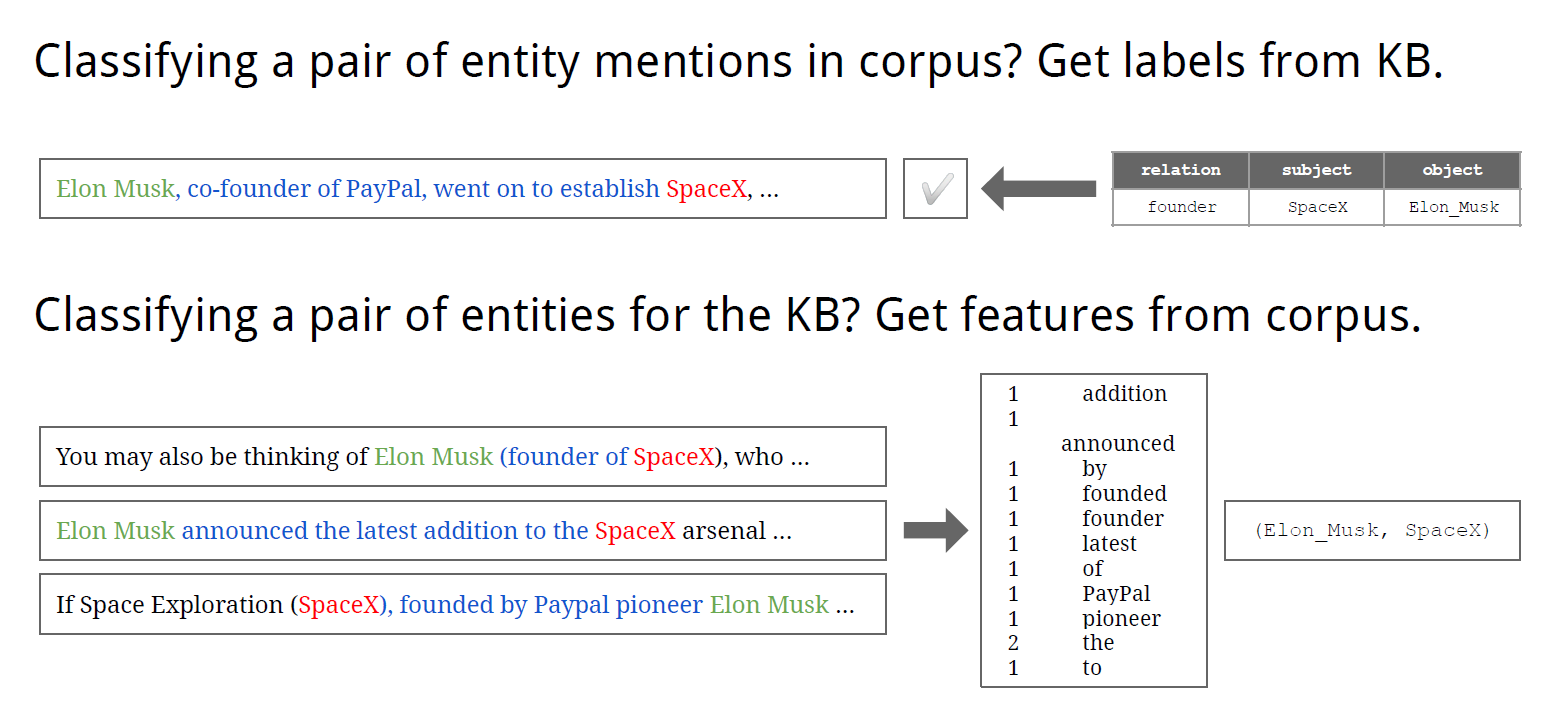 Classifying a pair of entity mentions in corpus? Get labels from KB.
Elon Musk, co-founder of PayPal, went on to establish SpaceX, ...
relation subject object
founder SpaceX Elon_Musk
Classifying a pair of entities for the KB? Get features from corpus.
You may also be thinking of Elon Musk (founder of SpaceX), who ...
Elon Musk announced the latest addition to the SpaceX arsenal ...
If Space Exploration (SpaceX), founded by Paypal pioneer Elon Musk ...
1 addition
1
announced
1 by
1 founded
1 founder
1 latest
1 of
1 PayPal
1 pioneer
2 the
1 to
(Elon_Musk, SpaceX)